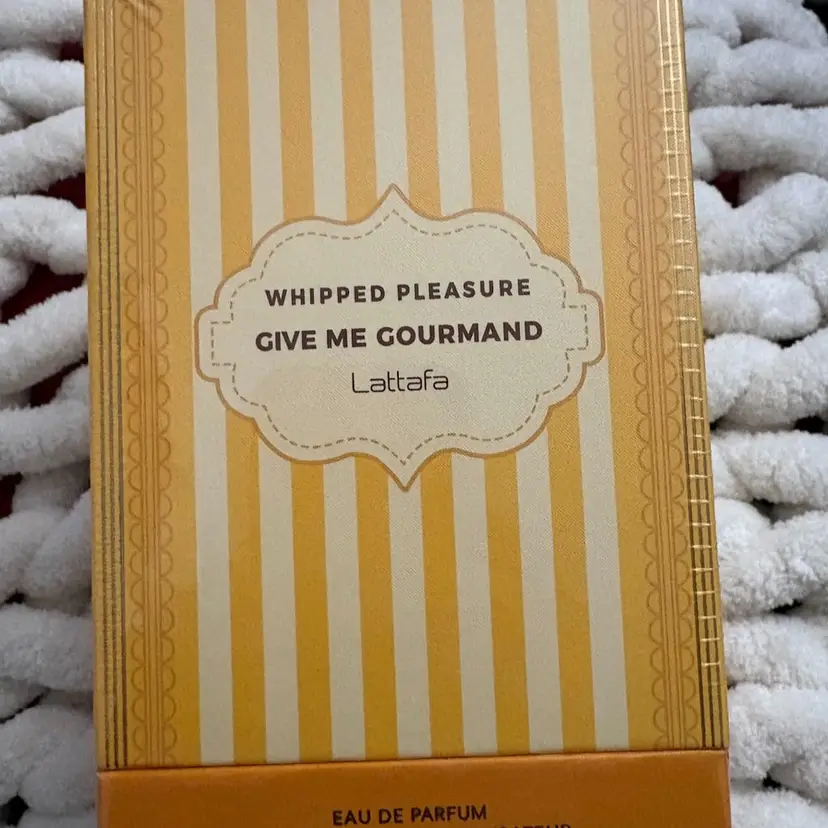 WHIPPED PLEASURE
GIVE ME GOURMAND
Lattafa
EAU DE PARFUM